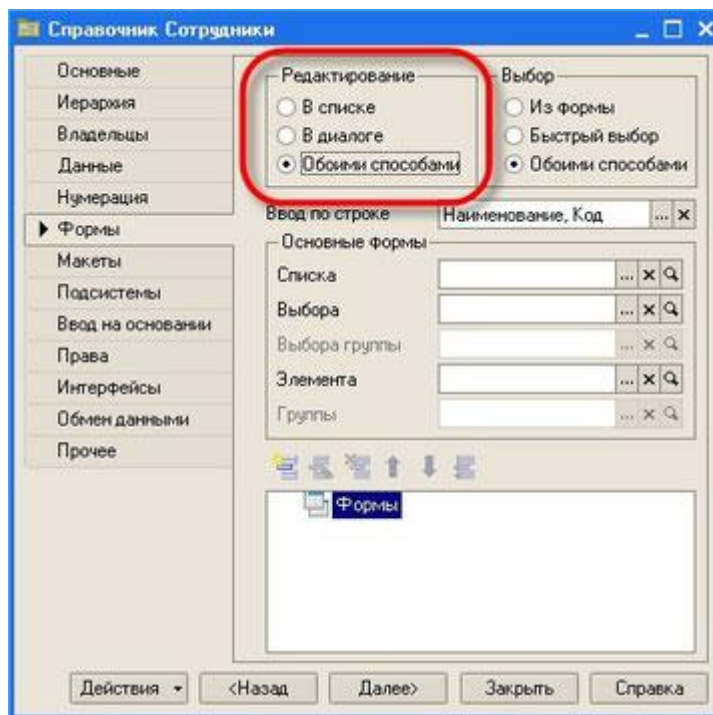 Справочник Сотрудники
Основные
Иерархия
Владельцы
Данные
Нумерация
Формы
Макеты
Подсистемы
Ввод на основании
Права
Интерфейсы
Обмен данными
Прочее
Редактирование
В списке
В диалоге
Обоими способами
Выбор
Из формы
Быстрый выбор
Обоими способами
Ввод по строке Наименование, Код ...
Основные формы
Списка ...
Выбора ...
Выбора группы ...
Элемента ...
Группы ...
Формы
Действия <Назад Далее> Закрыть Справка